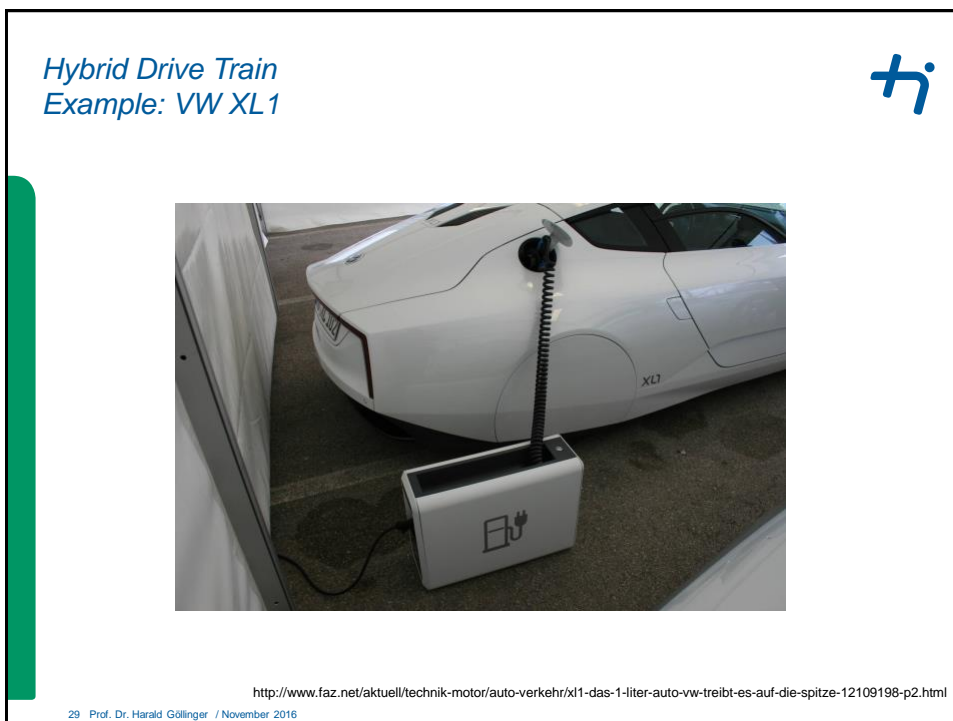 Hybrid Drive Train
Example: VW XL1
XL1
http://www.faz.net/aktuell/technik-motor/auto-verkehr/xl1-das-1-liter-auto-vw-treibt-es-auf-die-spitze-12109198-p2.html
29 Prof. Dr. Harald Göllinger / November 2016